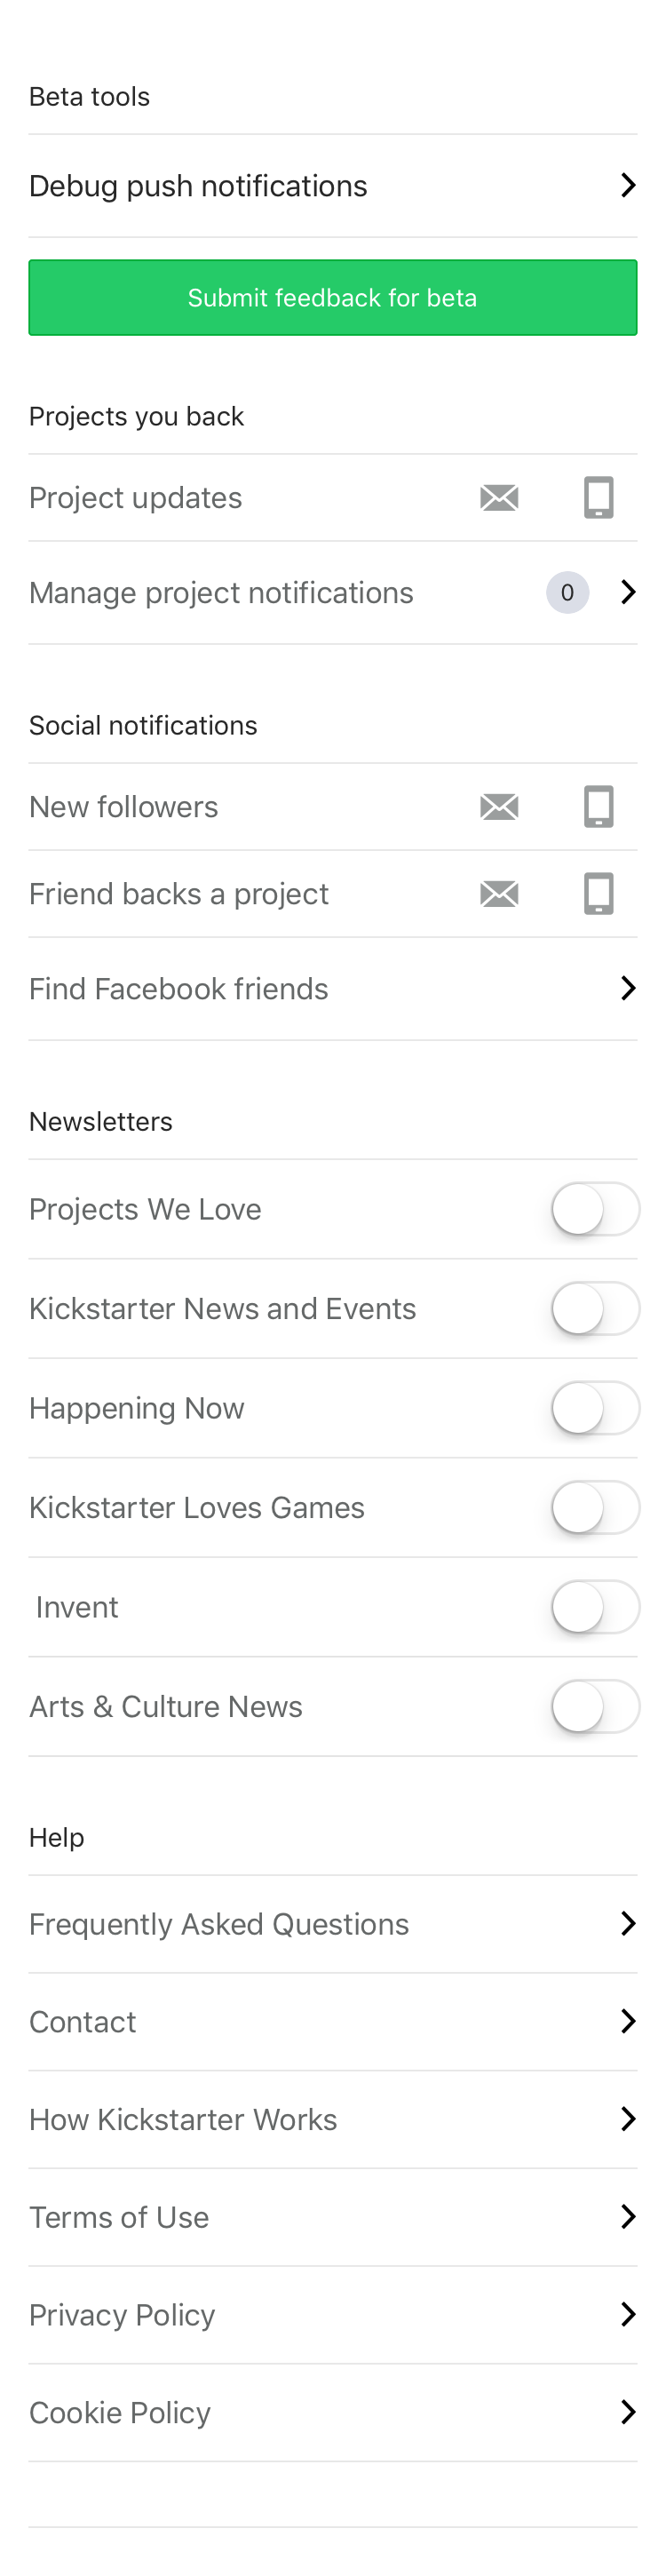 Beta tools
Debug push notifications
Submit feedback for beta
Projects you back
Project updates
Manage project notifications 0
Social notifications
New followers
Friend backs a project
Find Facebook friends
Newsletters
Projects We Love
Kickstarter News and Events
Happening Now
Kickstarter Loves Games
Invent
Arts & Culture News
Help
Frequently Asked Questions
Contact
How Kickstarter Works
Terms of Use
Privacy Policy
Cookie Policy